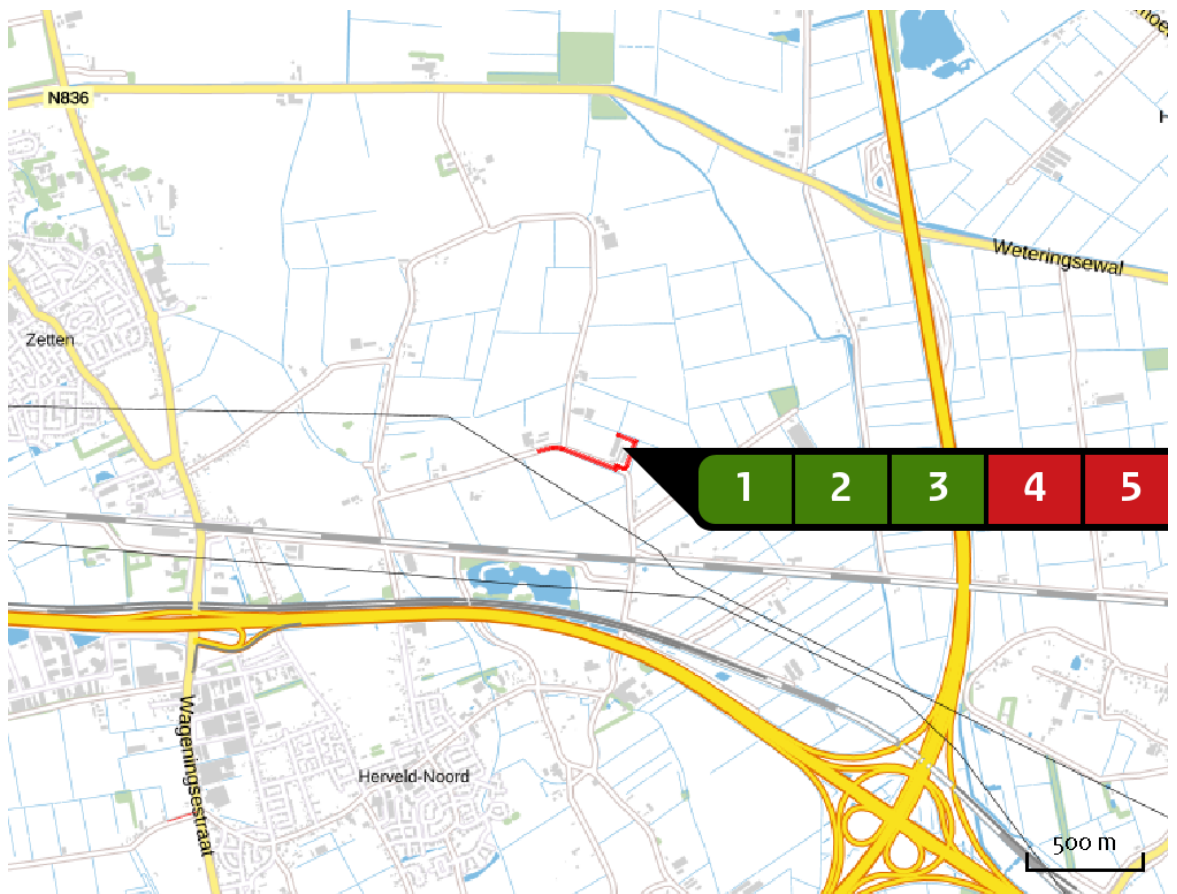 N836
Weteringsewal
Zetten
1 2 3 4 5
Wageningsestraat
Herveld-Noord
500 m